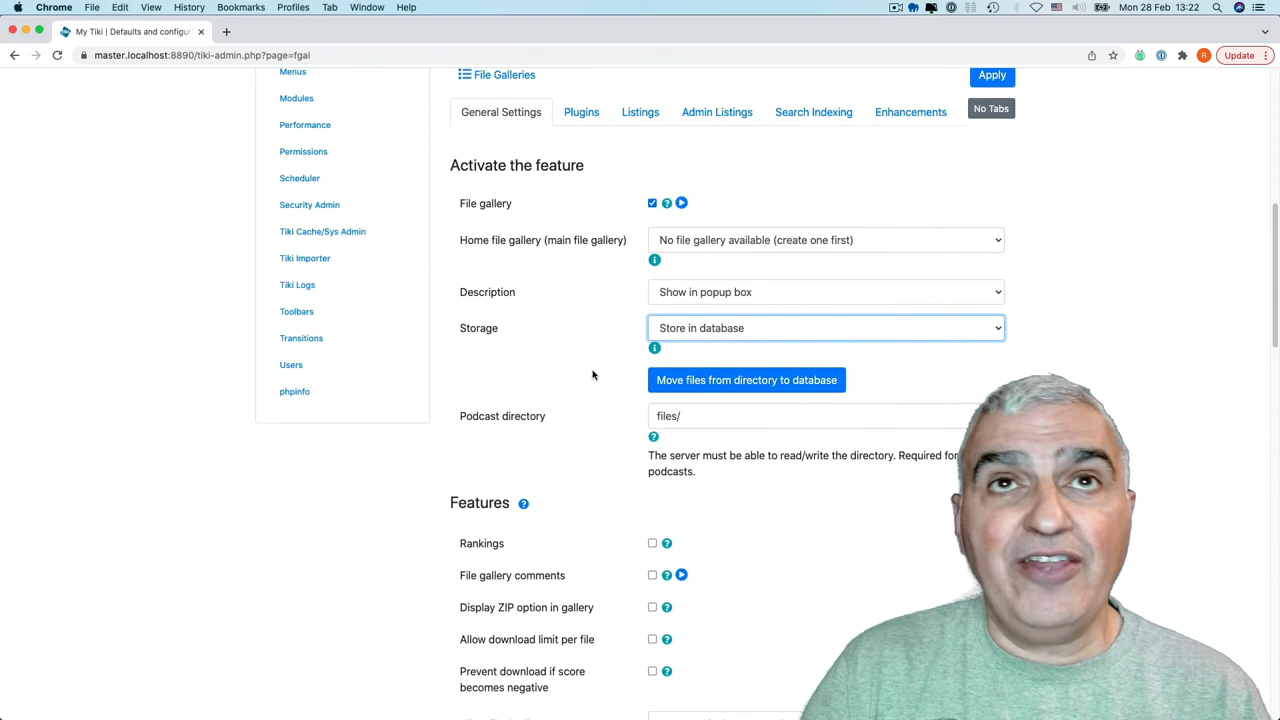 Chrome File Edit View History Bookmarks Profiles Tab Window Help Mon 28 Feb 13:22
My Tiki | Defaults and configur
master.localhost:8890/tiki-admin.php?page=fgal R Update
Menus
File Galleries
Apply
Modules
General Settings Plugins Listings Admin Listings Search Indexing Enhancements No Tabs
Performance
Permissions
Scheduler
Security Admin
Tiki Cache/Sys Admin
Tiki Importer
Tiki Logs
Toolbars
Transitions
Users
phpinfo
Activate the feature
File gallery
Home file gallery (main file gallery) No file gallery available (create one first)
Description Show in popup box
Storage Store in database
Move files from directory to database
Podcast directory files/
The server must be able to read/write the directory. Required for
podcasts.
Features
Rankings
File gallery comments
Display ZIP option in gallery
Allow download limit per file
Prevent download if score
becomes negative